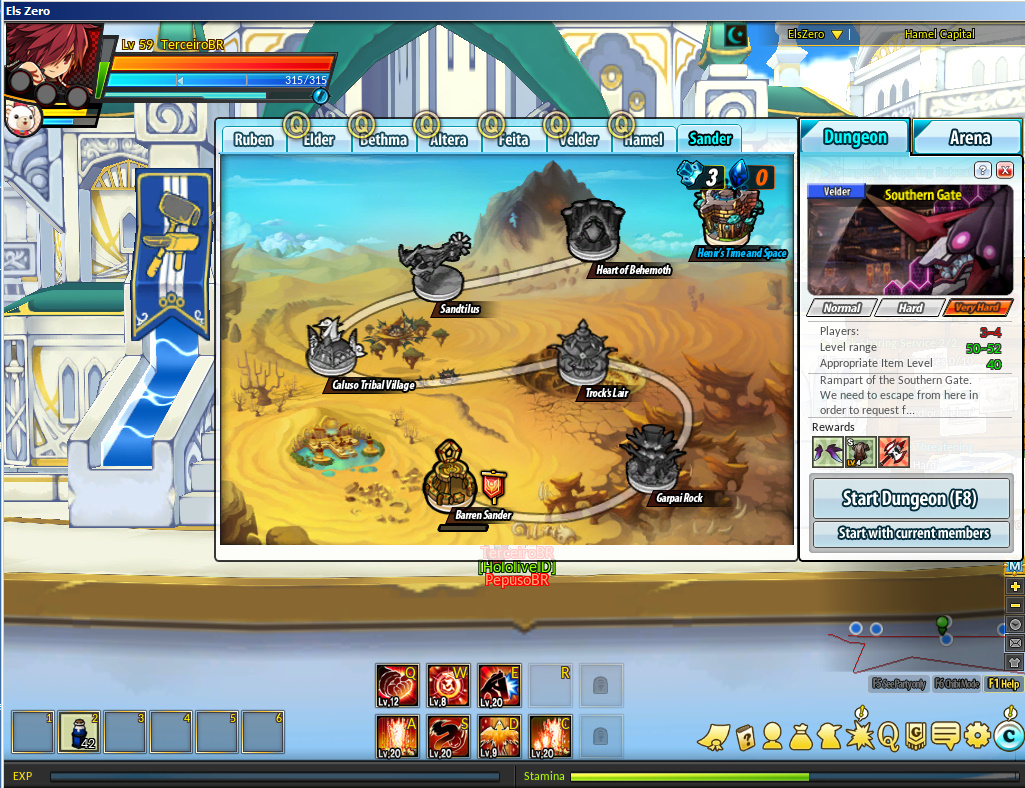 Els Zero
Lv 59 TerceiroBR
315/315
ElsZero
Hamel Capital
Q Q Q Q Q Q
Ruben Elder Bethma Altera Feita Velder Hamel Sander
3 0
Henir's Time and Space
Heart of Behemoth
Sandtilus
Caluso Tribal Village
Trock's Lair
Garpai Rock
Barren Sander
Dungeon Arena
? X
Velder
Southern Gate
Normal Hard Very Hard
Players: 3~4
Level range 50~52
Appropriate Item Level 40
Rampart of the Southern Gate.
We need to escape from here in
order to request f...
Rewards
Start Dungeon (F8)
Start with current members
TerceiroBR
[HololiveID]
PepusoBR
M
F5 See Party only F6 Chibi Mode F1 Help
Q W E R
Lv,12 Lv,8 Lv,20
A S D C
Lv,20 Lv,20 Lv,9 Lv,20
1 2 3 4 5 6
42
EXP
Stamina